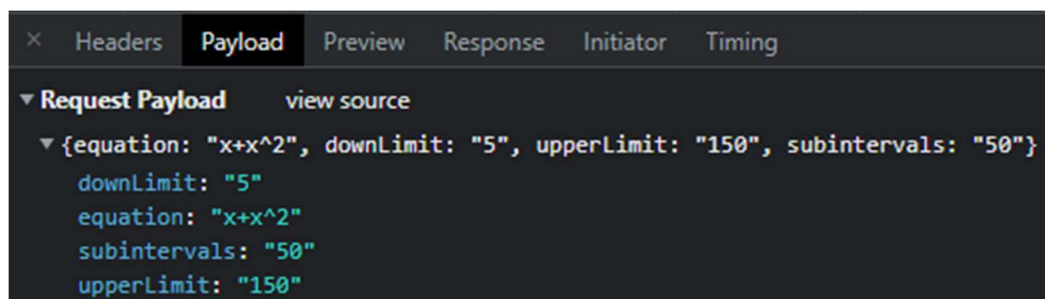 × Headers Payload Preview Response Initiator Timing
▼ Request Payload view source
▼ {equation: "x+x^2", downLimit: "5", upperLimit: "150", subintervals: "50"}
downLimit: "5"
equation: "x+x^2"
subintervals: "50"
upperLimit: "150"